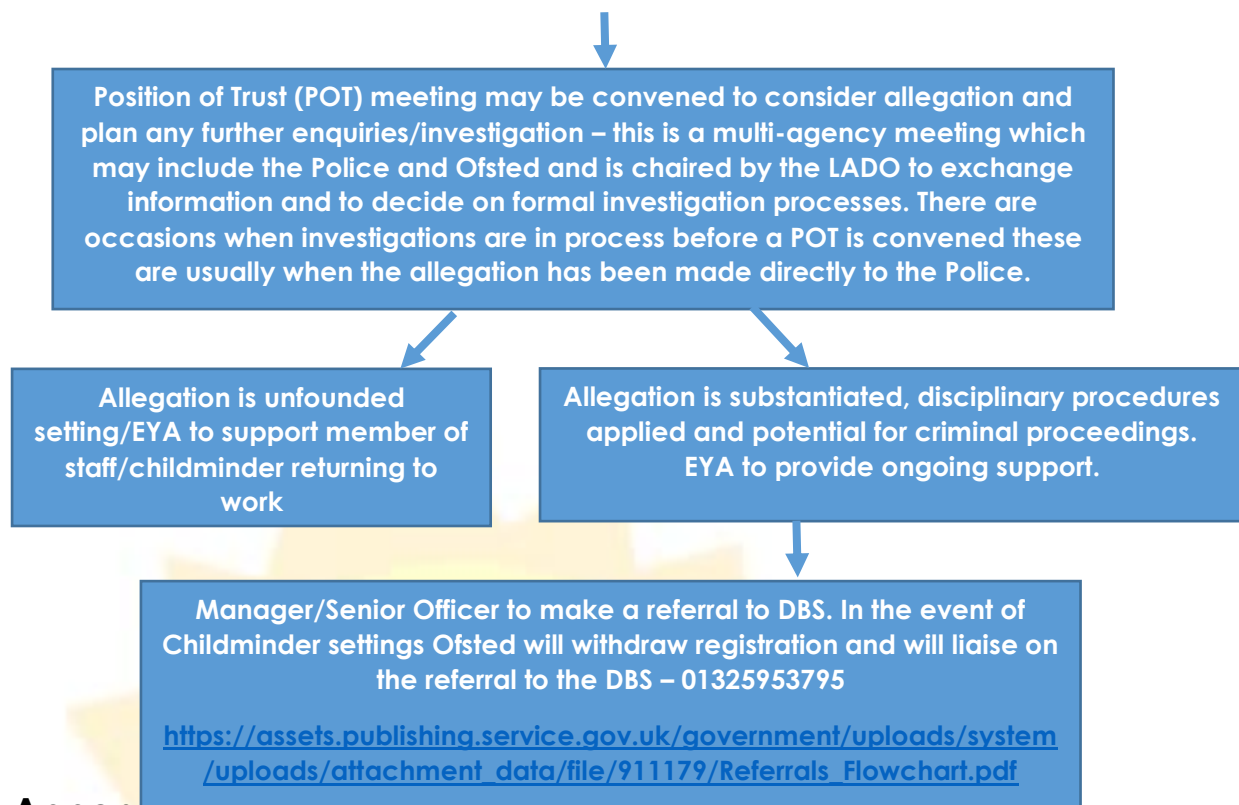 Position of Trust (POT) meeting may be convened to consider allegation and
plan any further enquiries/investigation – this is a multi-agency meeting which
may include the Police and Ofsted and is chaired by the LADO to exchange
information and to decide on formal investigation processes. There are
occasions when investigations are in process before a POT is convened these
are usually when the allegation has been made directly to the Police.
Allegation is unfounded
setting/EYA to support member of
staff/childminder returning to
work
Allegation is substantiated, disciplinary procedures
applied and potential for criminal proceedings.
EYA to provide ongoing support.
Manager/Senior Officer to make a referral to DBS. In the event of
Childminder settings Ofsted will withdraw registration and will liaise on
the referral to the DBS – 01325953795
https://assets.publishing.service.gov.uk/government/uploads/system
/uploads/attachment_data/file/911179/Referrals_Flowchart.pdf